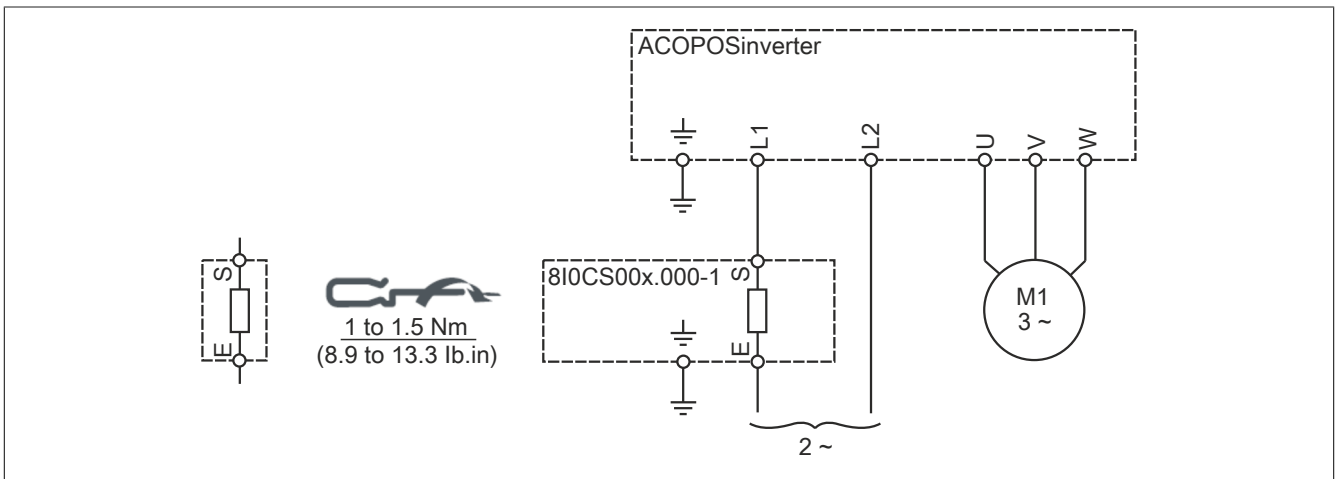 ACOPOSinverter
L1
L2
U
V
W
S
E
1 to 1.5 Nm
(8.9 to 13.3 lb.in)
8I0CS00x.000-1
S
E
M1
3 ~
2 ~